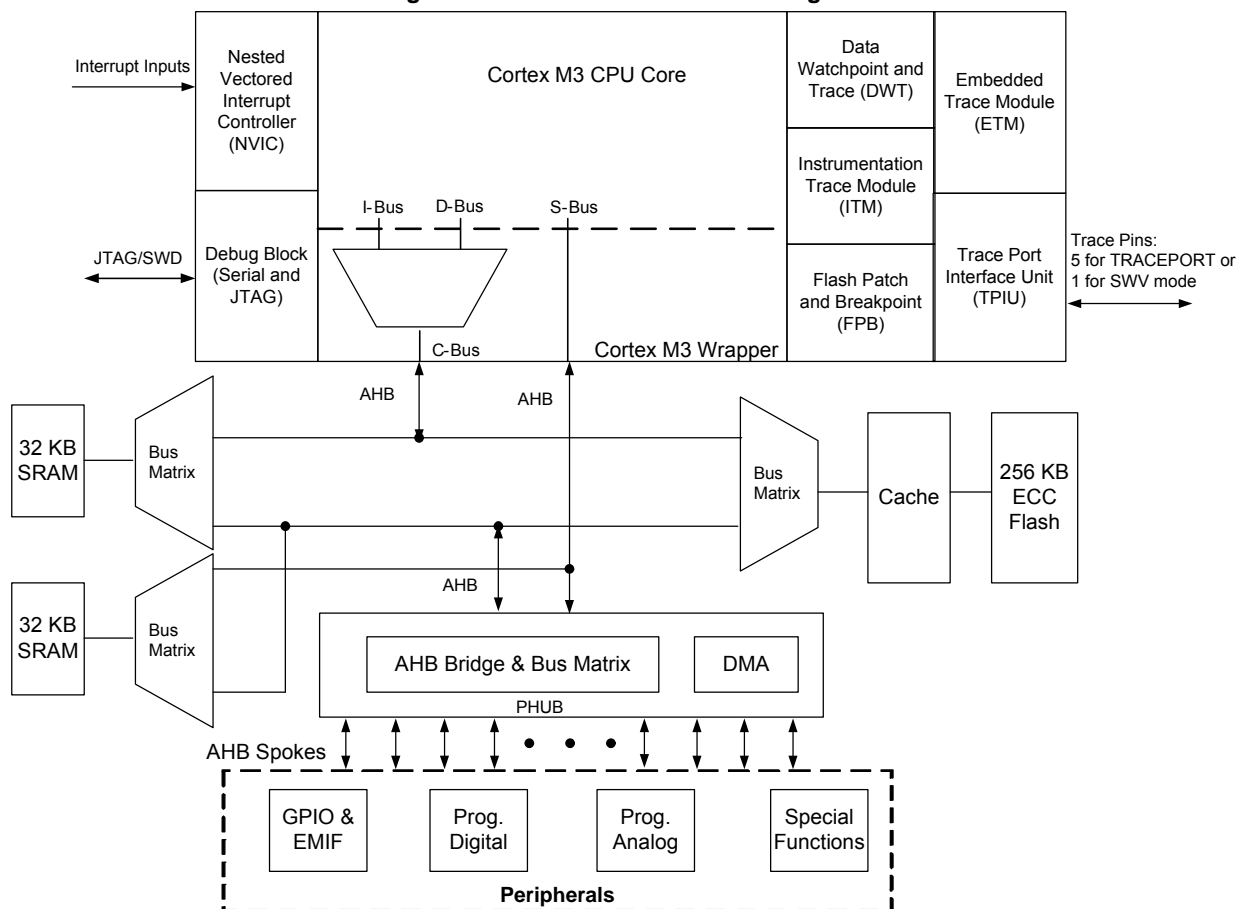 Interrupt Inputs
Nested
Vectored
Interrupt
Controller
(NVIC)
Cortex M3 CPU Core
Data
Watchpoint and
Trace (DWT)
Embedded
Trace Module
(ETM)
Instrumentation
Trace Module
(ITM)
I-Bus
D-Bus
S-Bus
JTAG/SWD
Debug Block
(Serial and
JTAG)
Flash Patch
and Breakpoint
(FPB)
Trace Port
Interface Unit
(TPIU)
Trace Pins:
5 for TRACEPORT or
1 for SWV mode
C-Bus
Cortex M3 Wrapper
AHB
AHB
32 KB
SRAM
Bus
Matrix
Bus
Matrix
Cache
256 KB
ECC
Flash
AHB
32 KB
SRAM
Bus
Matrix
AHB Bridge & Bus Matrix
DMA
PHUB
AHB Spokes
GPIO &
EMIF
Prog.
Digital
Prog.
Analog
Special
Functions
Peripherals